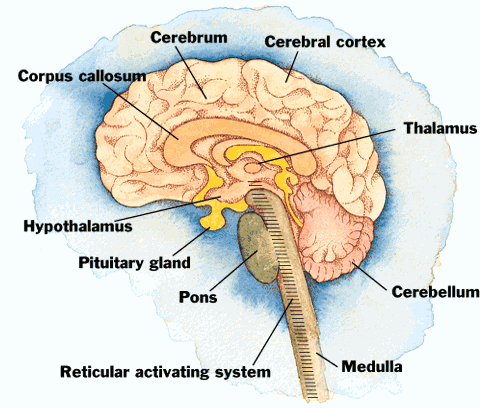 Cerebrum
Cerebral cortex
Corpus callosum
Thalamus
Hypothalamus
Pituitary gland
Pons
Cerebellum
Reticular activating system
Medulla